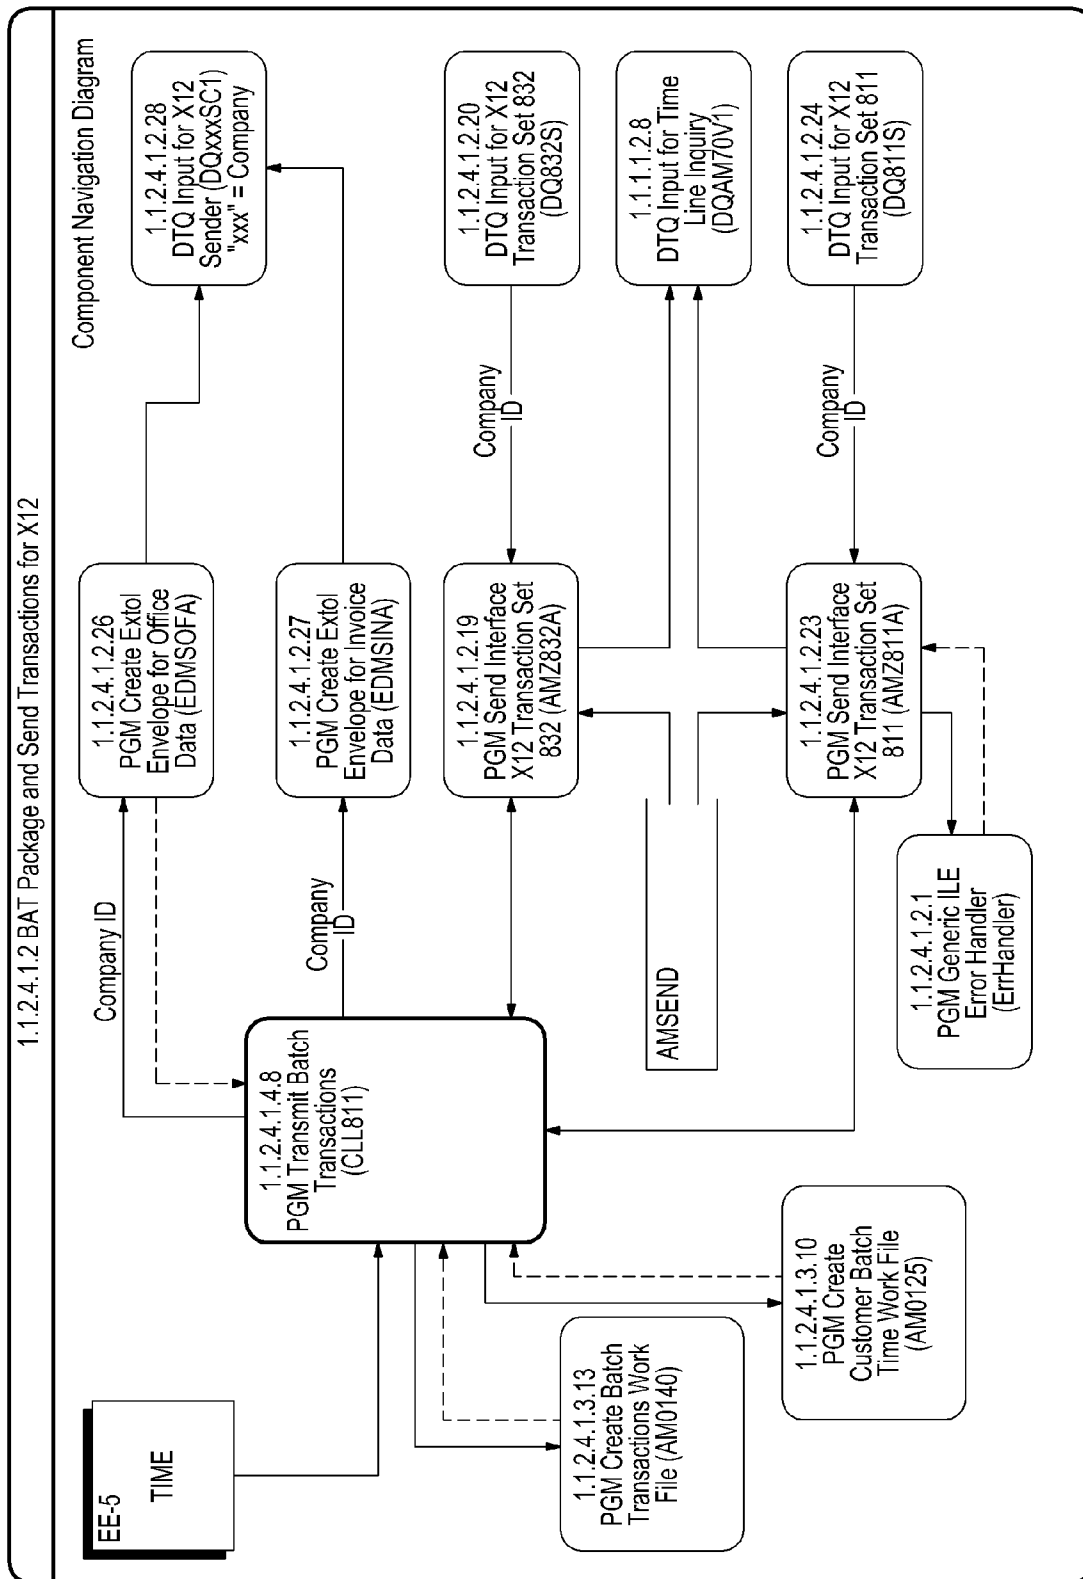 1.1.2.4.1.2 BAT Package and Send Transactions for X12
Component Navigation Diagram
EE-5
TIME
1.1.2.4.1.4.8
PGM Transmit Batch
Transactions
(CLL811)
1.1.2.4.1.3.13
PGM Create Batch
Transactions Work
File (AM0140)
1.1.2.4.1.3.10
PGM Create
Customer Batch
Time Work File
(AM0125)
Company ID
Company
ID
1.1.2.4.1.2.26
PGM Create Extol
Envelope for Office
Data (EDMSOFA)
1.1.2.4.1.2.27
PGM Create Extol
Envelope for Invoice
Data (EDMSINA)
1.1.2.4.1.2.19
PGM Send Interface
X12 Transaction Set
832 (AMZ832A)
AMSEND
1.1.2.4.1.2.23
PGM Send Interface
X12 Transaction Set
811 (AMZ811A)
1.1.2.4.1.2.1
PGM Generic ILE
Error Handler
(ErrHandler)
Company
ID
Company
ID
1.1.2.4.1.2.28
DTQ Input for X12
Sender (DQxxxSC1)
"xxx" = Company
1.1.2.4.1.2.20
DTQ Input for X12
Transaction Set 832
(DQ832S)
1.1.1.1.2.8
DTQ Input for Time
Line Inquiry
(DQAM70V1)
1.1.2.4.1.2.24
DTQ Input for X12
Transaction Set 811
(DQ811S)